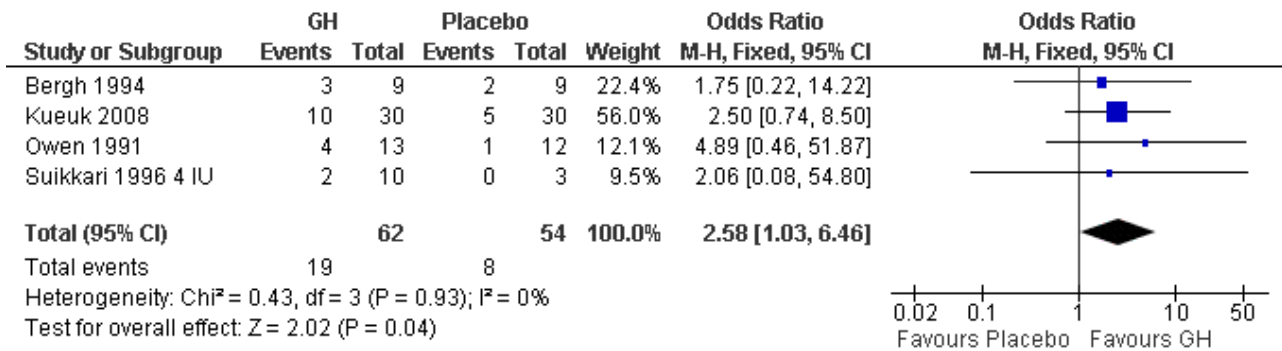 GH Placebo Odds Ratio Odds Ratio
Study or Subgroup Events Total Events Total Weight M-H, Fixed, 95% CI M-H, Fixed, 95% CI
Bergh 1994 3 9 2 9 22.4% 1.75 [0.22, 14.22]
Kueuk 2008 10 30 5 30 56.0% 2.50 [0.74, 8.50]
Owen 1991 4 13 1 12 12.1% 4.89 [0.46, 51.87]
Suikkari 1996 4 IU 2 10 0 3 9.5% 2.06 [0.08, 54.80]
Total (95% CI) 62 54 100.0% 2.58 [1.03, 6.46]
Total events 19 8
Heterogeneity: Chi² = 0.43, df = 3 (P = 0.93); I² = 0%
Test for overall effect: Z = 2.02 (P = 0.04)
0.02 0.1 1 10 50
Favours Placebo Favours GH